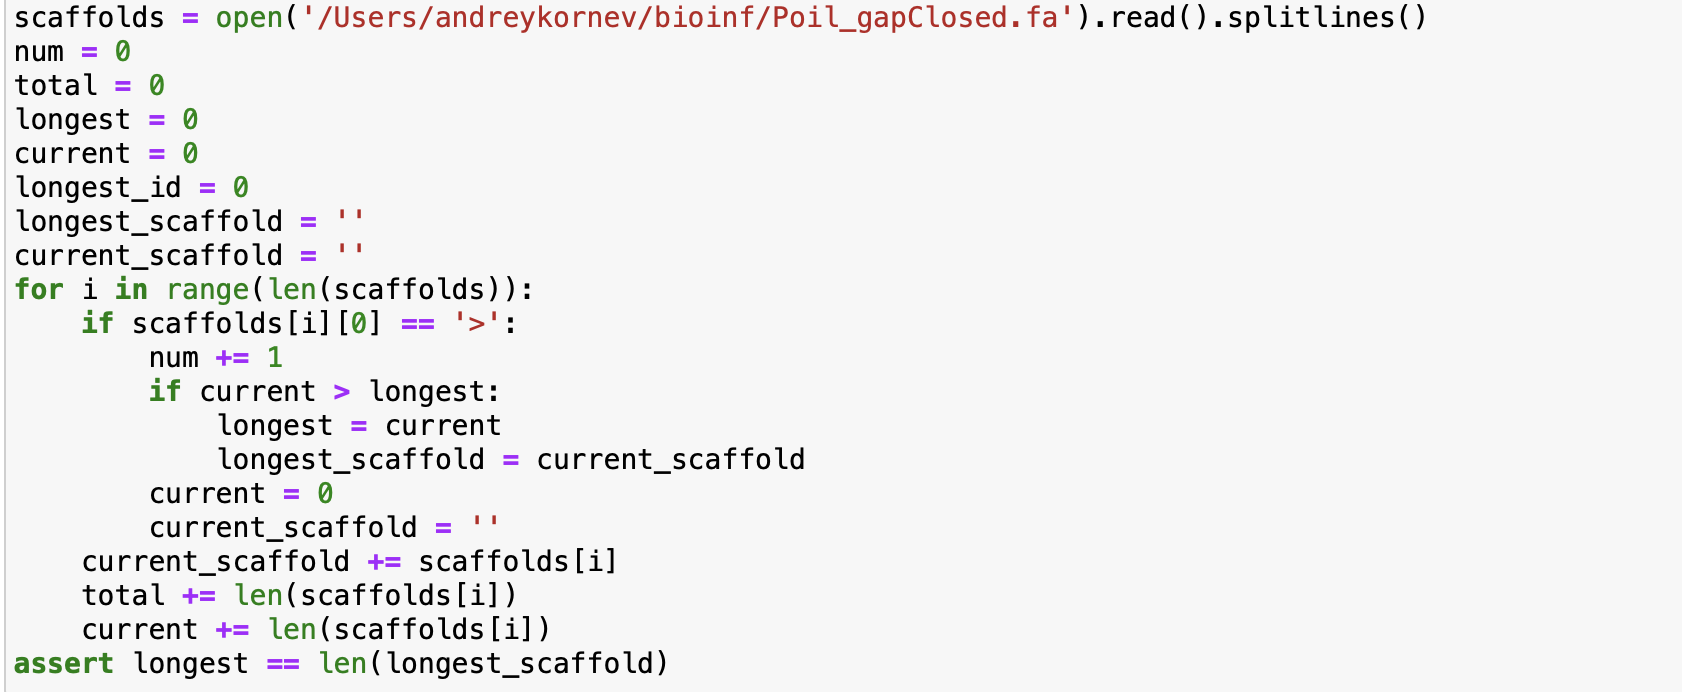 scaffolds = open('/Users/andreykornev/bioinf/Poil_gapClosed.fa').read().splitlines()
num = 0
total = 0
longest = 0
current = 0
longest_id = 0
longest_scaffold = ''
current_scaffold = ''
for i in range(len(scaffolds)):
    if scaffolds[i][0] == '>':
        num += 1
        if current > longest:
            longest = current
            longest_scaffold = current_scaffold
        current = 0
        current_scaffold = ''
    current_scaffold += scaffolds[i]
    total += len(scaffolds[i])
    current += len(scaffolds[i])
assert longest == len(longest_scaffold)